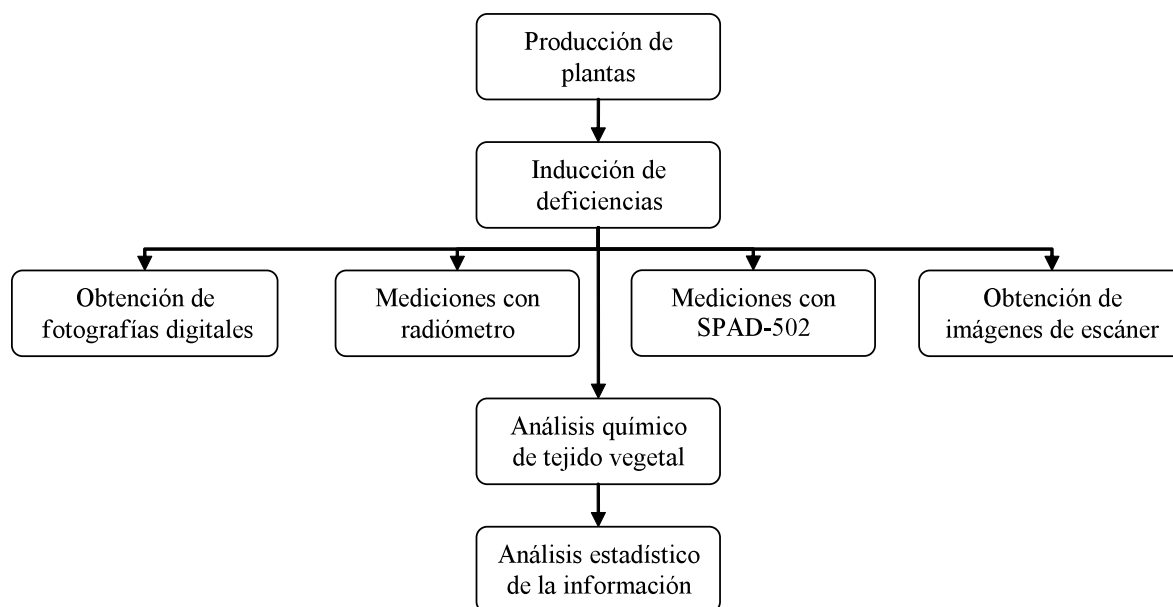 Producción de
plantas
Inducción de
deficiencias
Obtención de
fotografías digitales
Mediciones con
radiómetro
Mediciones con
SPAD-502
Obtención de
imágenes de escáner
Análisis químico
de tejido vegetal
Análisis estadístico
de la información